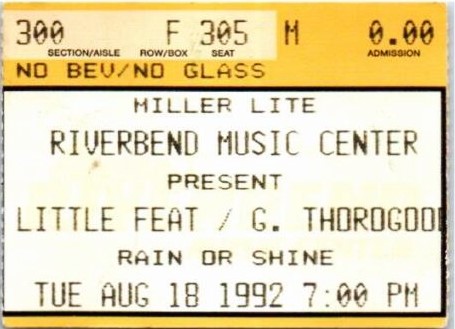 300 F 305 M 0.00
SECTION/AISLE ROW/BOX SEAT ADMISSION
NO BEV/NO GLASS
MILLER LITE
RIVERBEND MUSIC CENTER
PRESENT
LITTLE FEAT / G. THOROGOOD
RAIN OR SHINE
TUE AUG 18 1992 7:00 PM